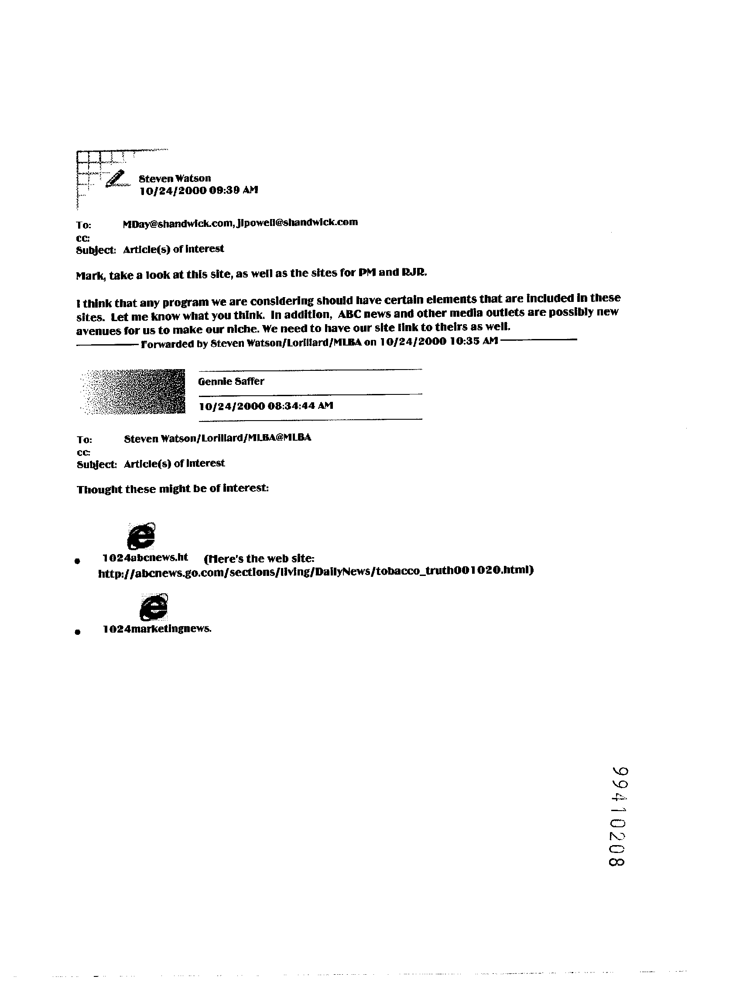 Steven Watson
10/24/2000 09:39 AM
To: MDay@shandwick.com, jlpowell@shandwick.com
cc:
Subject: Article(s) of interest
Mark, take a look at this site, as well as the sites for PM and RJR.
I think that any program we are considering should have certain elements that are included in these
sites. Let me know what you think. In addition, ABC news and other media outlets are possibly new
avenues for us to make our niche. We need to have our site link to theirs as well.
Forwarded by Steven Watson/Lorillard/MLBA on 10/24/2000 10:35 AM
Gennie Saffer
10/24/2000 08:34:44 AM
To: Steven Watson/Lorillard/MLBA@MLBA
cc:
Subject: Article(s) of interest
Thought these might be of interest:
• 1024abcnews.ht (Here's the web site:
http://abcnews.go.com/sections/living/DailyNews/tobacco_truth001020.html)
• 1024marketingnews.
99410208